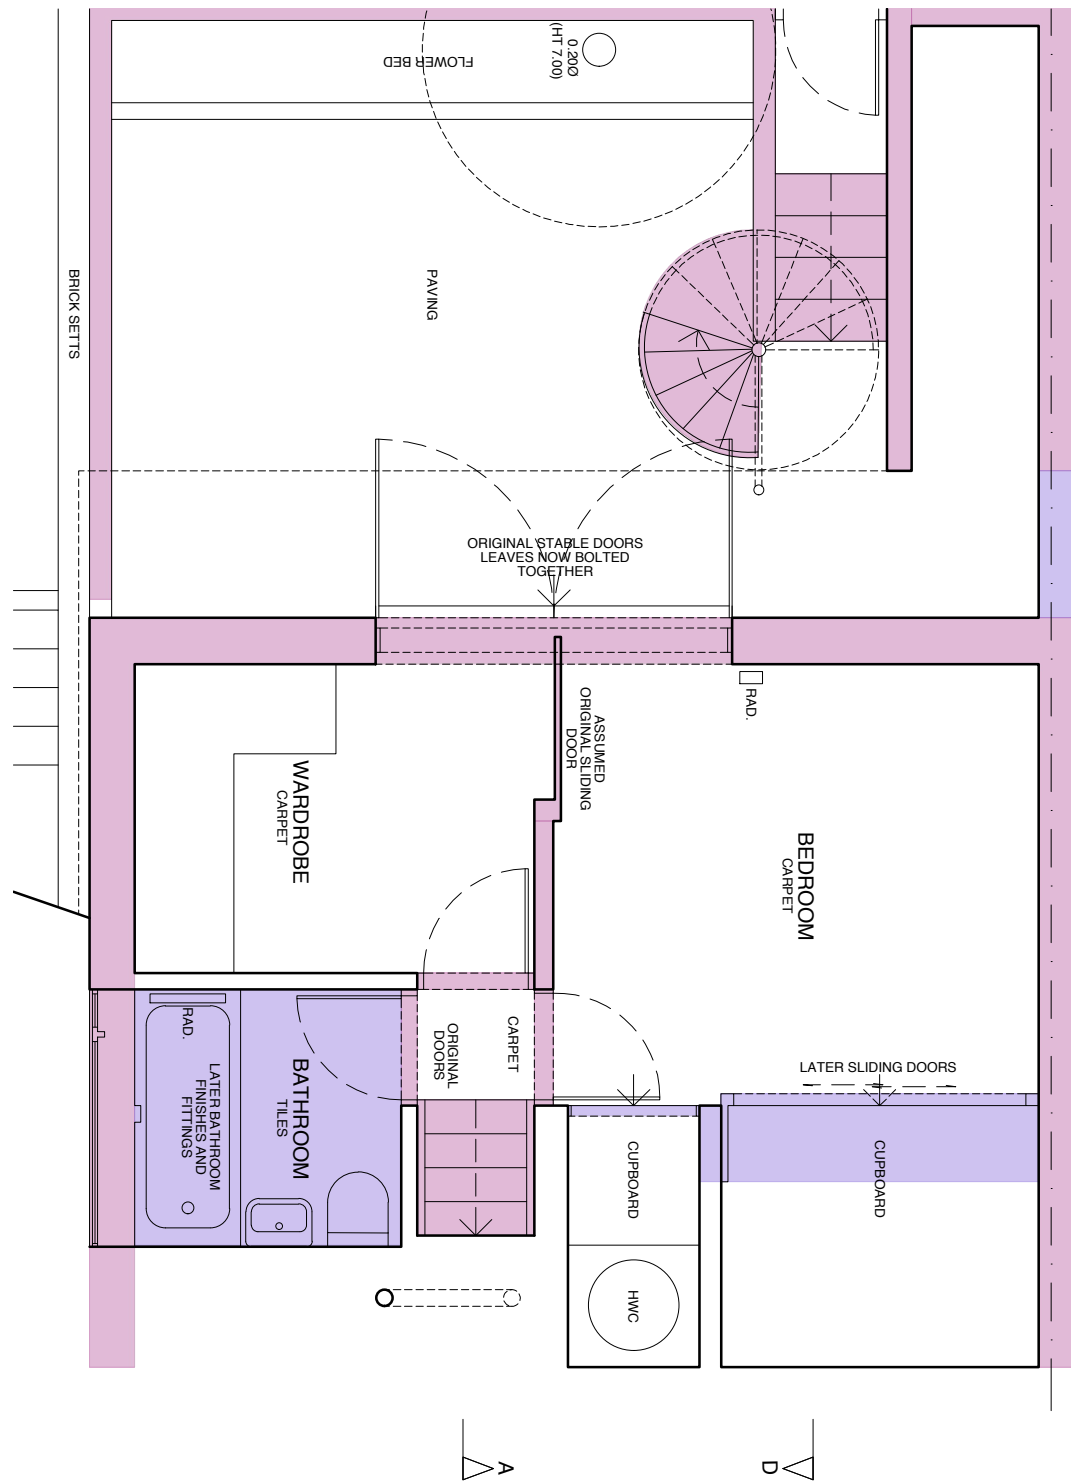 FLOWER BED
0.20Ø
(HT 7.00)
BRICK SETTS
PAVING
ORIGINAL STABLE DOORS
LEAVES NOW BOLTED
TOGETHER
RAD.
ASSUMED
ORIGINAL SLIDING
DOOR
WARDROBE
CARPET
BEDROOM
CARPET
RAD.
LATER BATHROOM
FINISHES AND
FITTINGS
BATHROOM
TILES
ORIGINAL
DOORS
CARPET
LATER SLIDING DOORS
CUPBOARD
CUPBOARD
HWC
A
D